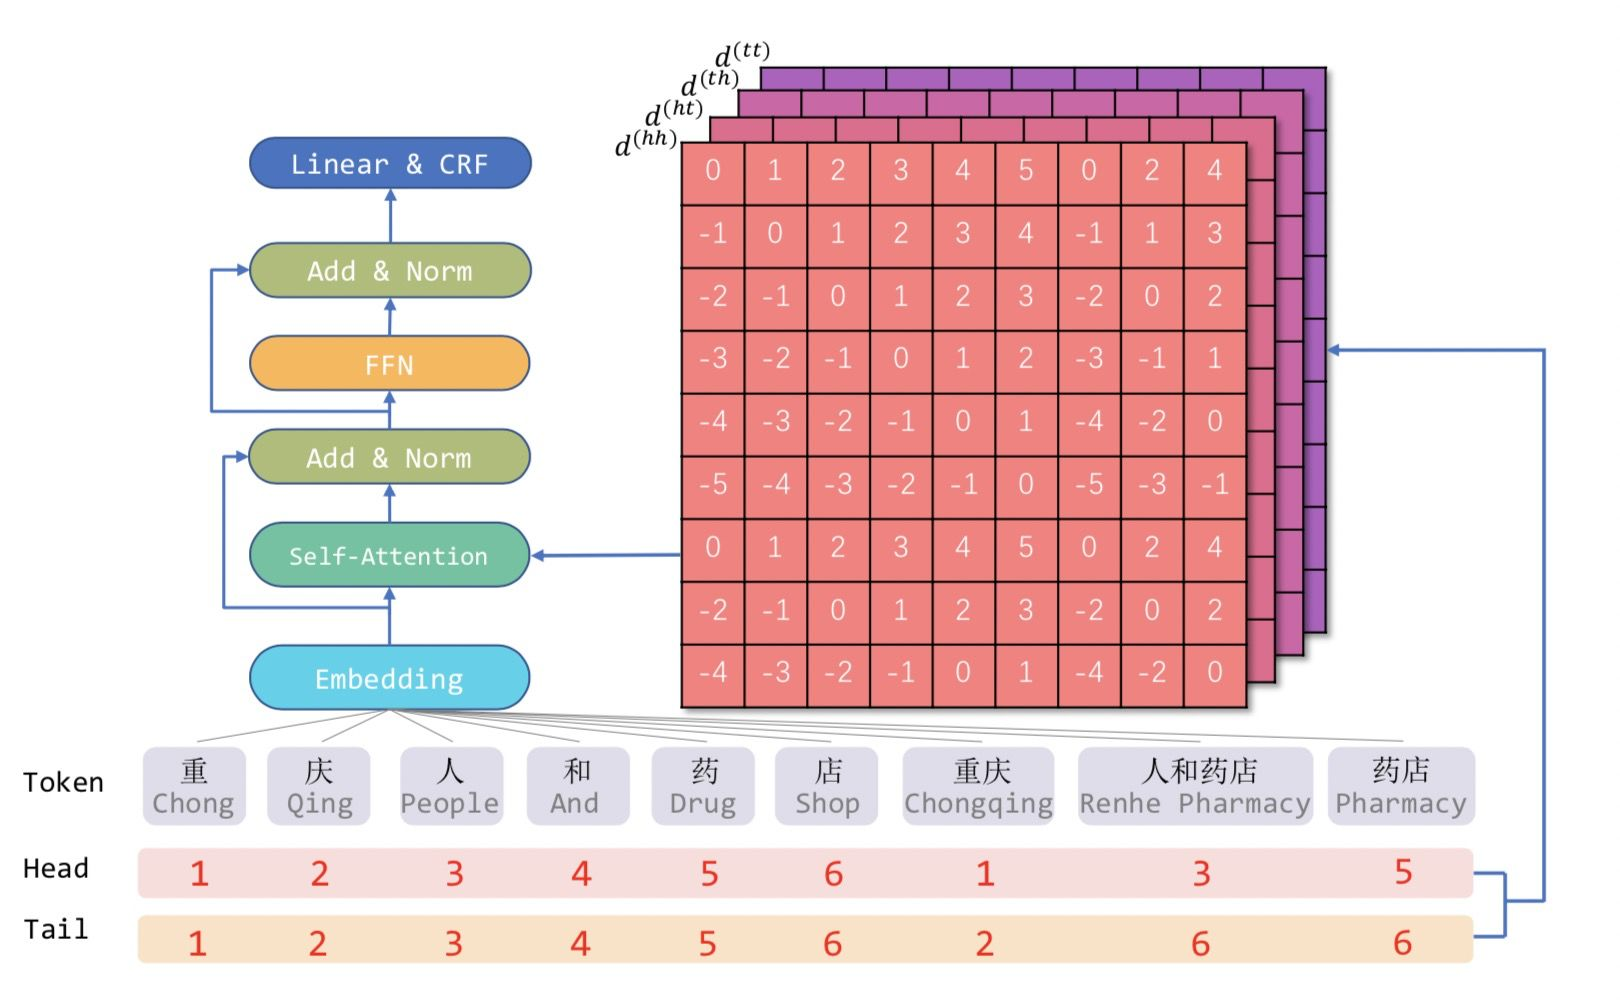 d^(tt)
d^(th)
d^(ht)
d^(hh)
Linear & CRF
Add & Norm
FFN
Add & Norm
Self-Attention
Embedding
0 1 2 3 4 5 0 2 4
-1 0 1 2 3 4 -1 1 3
-2 -1 0 1 2 3 -2 0 2
-3 -2 -1 0 1 2 -3 -1 1
-4 -3 -2 -1 0 1 -4 -2 0
-5 -4 -3 -2 -1 0 -5 -3 -1
0 1 2 3 4 5 0 2 4
-2 -1 0 1 2 3 -2 0 2
-4 -3 -2 -1 0 1 -4 -2 0
Token
重 庆 人 和 药 店 重庆 人和药店 药店
Chong Qing People And Drug Shop Chongqing Renhe Pharmacy Pharmacy
Head 1 2 3 4 5 6 1 3 5
Tail 1 2 3 4 5 6 2 6 6